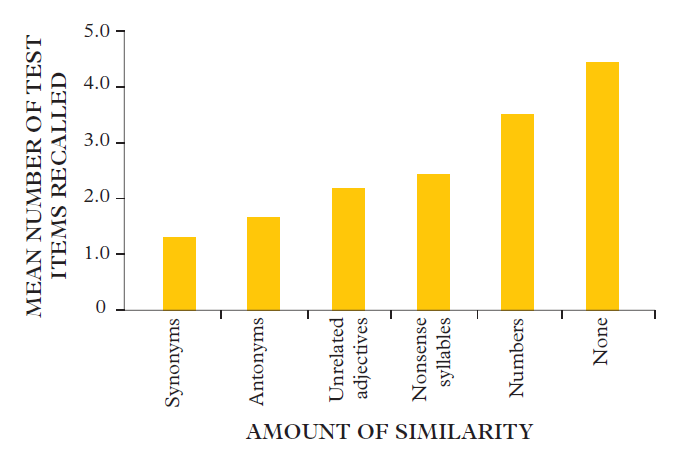 MEAN NUMBER OF TEST
ITEMS RECALLED
5.0
4.0
3.0
2.0
1.0
0
Synonyms
Antonyms
Unrelated
adjectives
Nonsense
syllables
Numbers
None
AMOUNT OF SIMILARITY